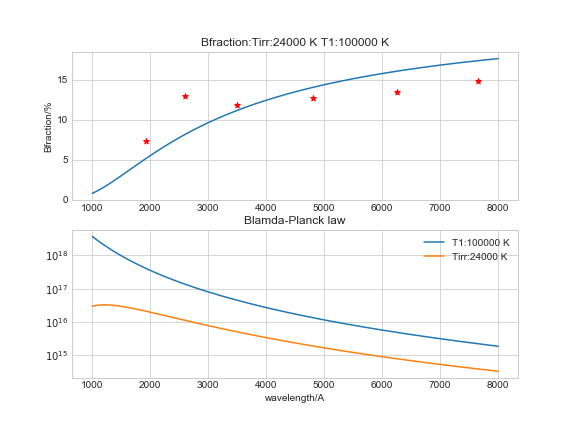 Bfraction:Tirr:24000 K T1:100000 K
Bfraction/%
15
10
5
0
1000 2000 3000 4000 5000 6000 7000 8000
Blamda-Planck law
T1:100000 K
Tirr:24000 K
10^18
10^17
10^16
10^15
1000 2000 3000 4000 5000 6000 7000 8000
wavelength/A